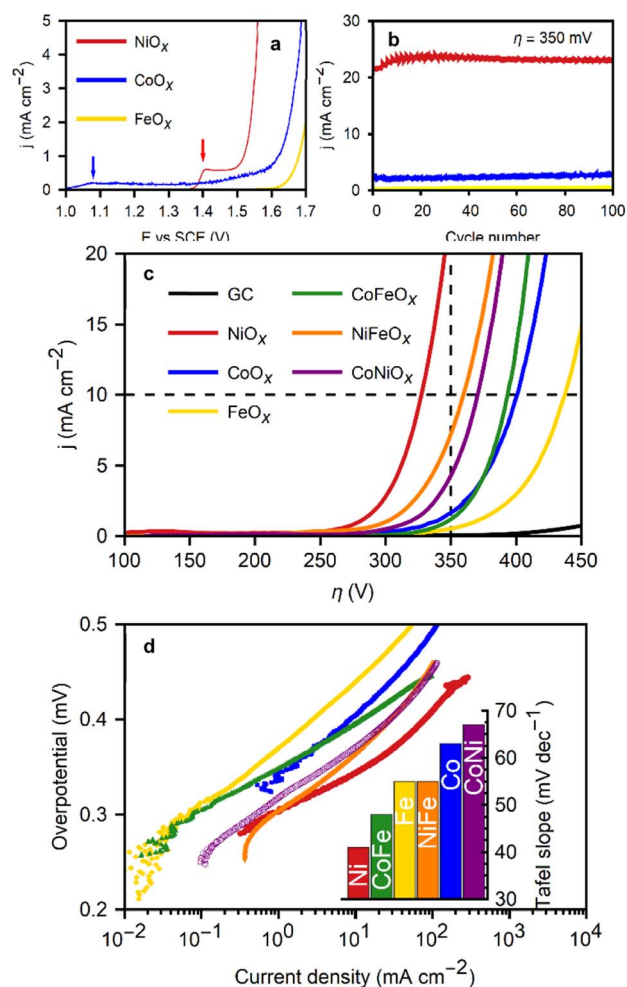 a
j (mA cm⁻²)
5
4
3
2
1
0
NiOₓ
CoOₓ
FeOₓ
1.0 1.1 1.2 1.3 1.4 1.5 1.6 1.7
E vs SCE (V)
b
η = 350 mV
j (mA cm⁻²)
30
20
10
0
0 20 40 60 80 100
Cycle number
c
j (mA cm⁻²)
20
15
10
5
0
GC
NiOₓ
CoOₓ
FeOₓ
CoFeOₓ
NiFeOₓ
CoNiOₓ
100 150 200 250 300 350 400 450
η (V)
d
Overpotential (mV)
0.5
0.4
0.3
0.2
10⁻² 10⁻¹ 10⁰ 10¹ 10² 10³ 10⁴
Current density (mA cm⁻²)
Ni
CoFe
Fe
NiFe
Co
CoNi
70
60
50
40
30
Tafel slope (mV dec⁻¹)